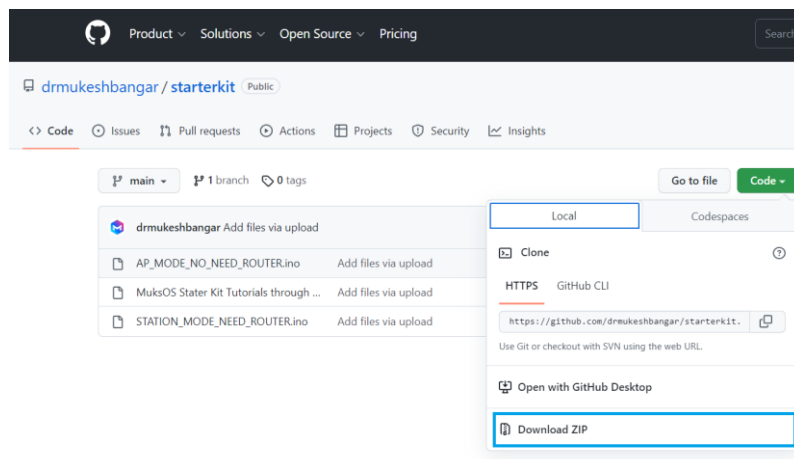 Product Solutions Open Source Pricing Search
drmukeshbangar / starterkit Public
<> Code Issues Pull requests Actions Projects Security Insights
main 1 branch 0 tags Go to file Code
drmukeshbangar Add files via upload
AP_MODE_NO_NEED_ROUTER.ino Add files via upload
MuksOS Stater Kit Tutorials through ... Add files via upload
STATION_MODE_NEED_ROUTER.ino Add files via upload
Local Codespaces
Clone
HTTPS GitHub CLI
https://github.com/drmukeshbangar/starterkit.
Use Git or checkout with SVN using the web URL.
Open with GitHub Desktop
Download ZIP